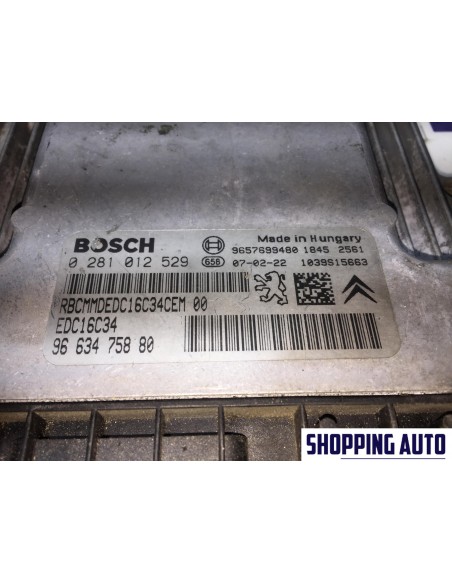 BOSCH
Made in Hungary
9657699480 1845 2561
0 281 012 529
656 07-02-22 1039S15663
RBCMMDEDC16C34CEM 00
EDC16C34
96 634 758 80
SHOPPING AUTO